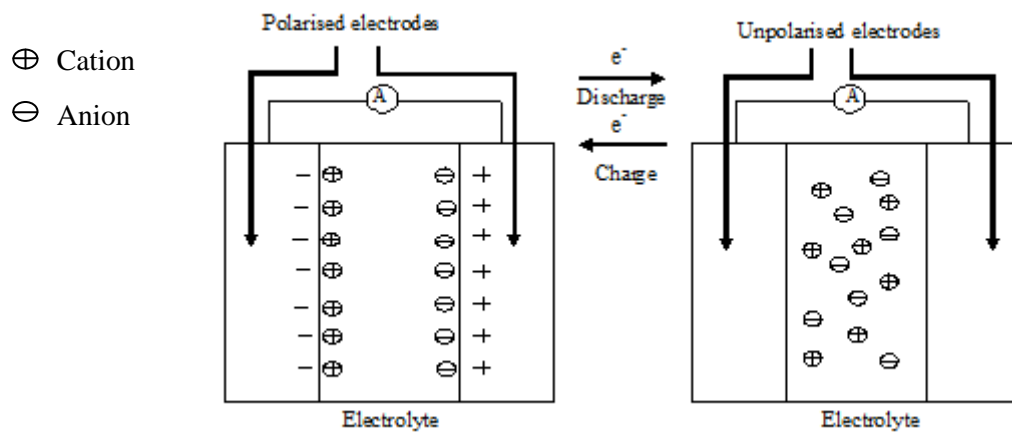 Polarised electrodes
Unpolarised electrodes
⊕ Cation
⊖ Anion
A
e-
Discharge
e-
Charge
A
Electrolyte
Electrolyte